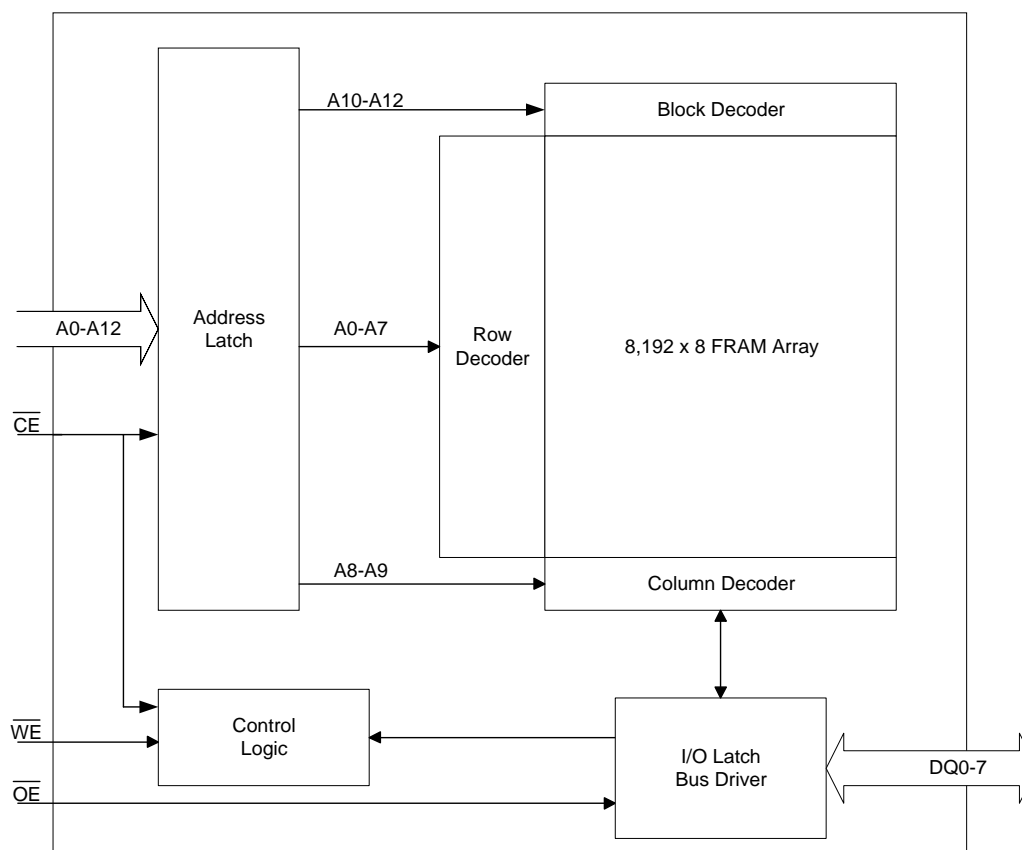 A10-A12
Block Decoder
A0-A12
Address
Latch
A0-A7
Row
Decoder
8,192 x 8 FRAM Array
CE
A8-A9
Column Decoder
WE
Control
Logic
I/O Latch
Bus Driver
DQ0-7
OE